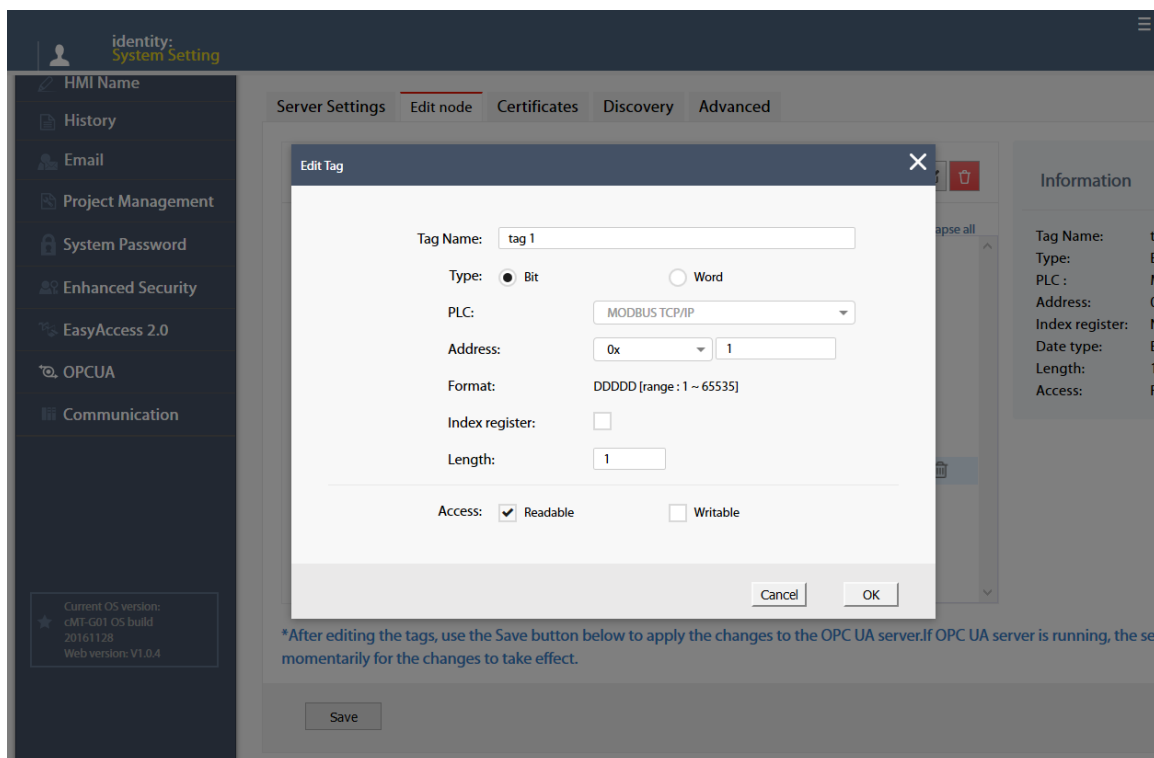 identity:
System Setting
HMI Name
History
Email
Project Management
System Password
Enhanced Security
EasyAccess 2.0
OPCUA
Communication
Current OS version:
cMT-G01 OS build
20161128
Web version: V1.0.4
Server Settings Edit node Certificates Discovery Advanced
Edit Tag
Tag Name: tag 1
Type: Bit Word
PLC: MODBUS TCP/IP
Address: 0x 1
Format: DDDDD [range : 1 ~ 65535]
Index register:
Length: 1
Access: Readable Writable
Cancel OK
all
Information
Tag Name:
Type:
PLC :
Address:
Index register:
Date type:
Length:
Access:
*After editing the tags, use the Save button below to apply the changes to the OPC UA server.If OPC UA server is running, the
momentarily for the changes to take effect.
Save